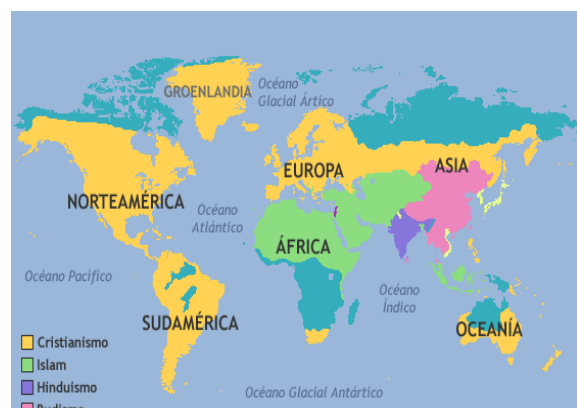 GROENLANDIA
Océano
Glacial Ártico
EUROPA
ASIA
NORTEAMÉRICA
Océano
Atlántico
ÁFRICA
Océano Pacífico
Océano
Índico
SUDAMÉRICA
OCEANÍA
Cristianismo
Islam
Hinduismo
Océano Glacial Antártico